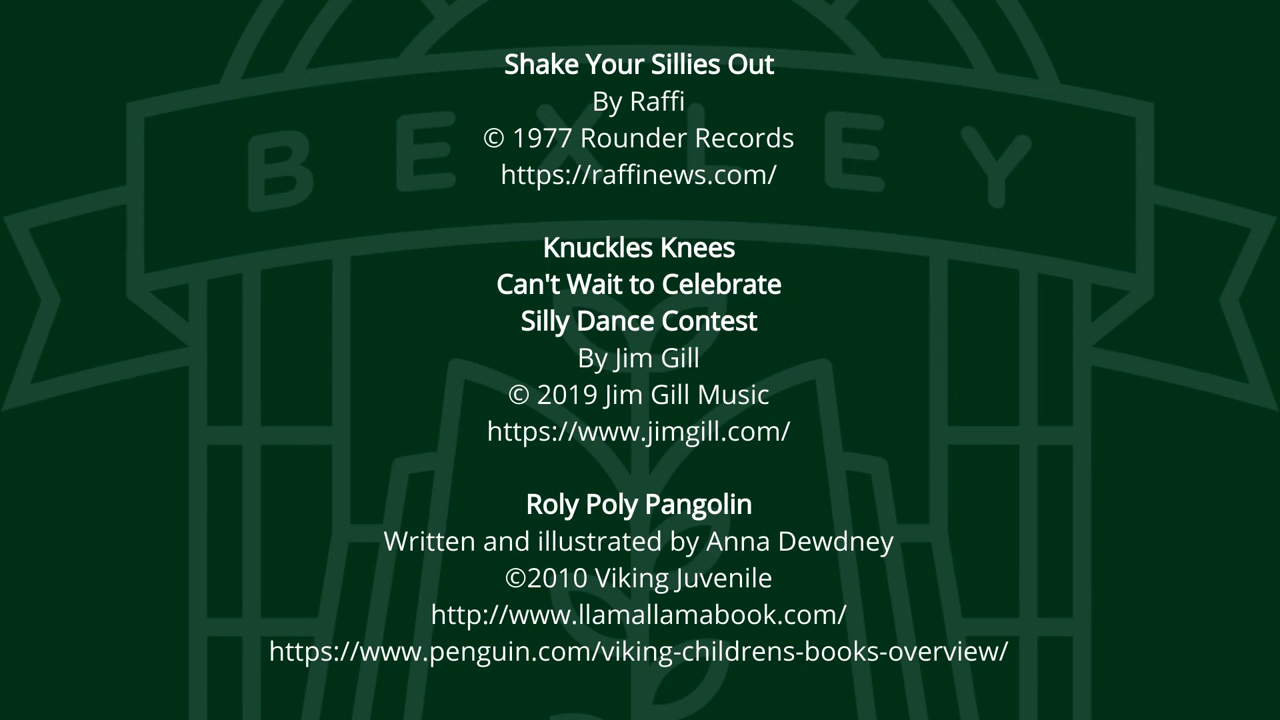 BEXLEY
Shake Your Sillies Out
By Raffi
© 1977 Rounder Records
https://raffinews.com/
Knuckles Knees
Can't Wait to Celebrate
Silly Dance Contest
By Jim Gill
© 2019 Jim Gill Music
https://www.jimgill.com/
Roly Poly Pangolin
Written and illustrated by Anna Dewdney
©2010 Viking Juvenile
http://www.llamallamabook.com/
https://www.penguin.com/viking-childrens-books-overview/